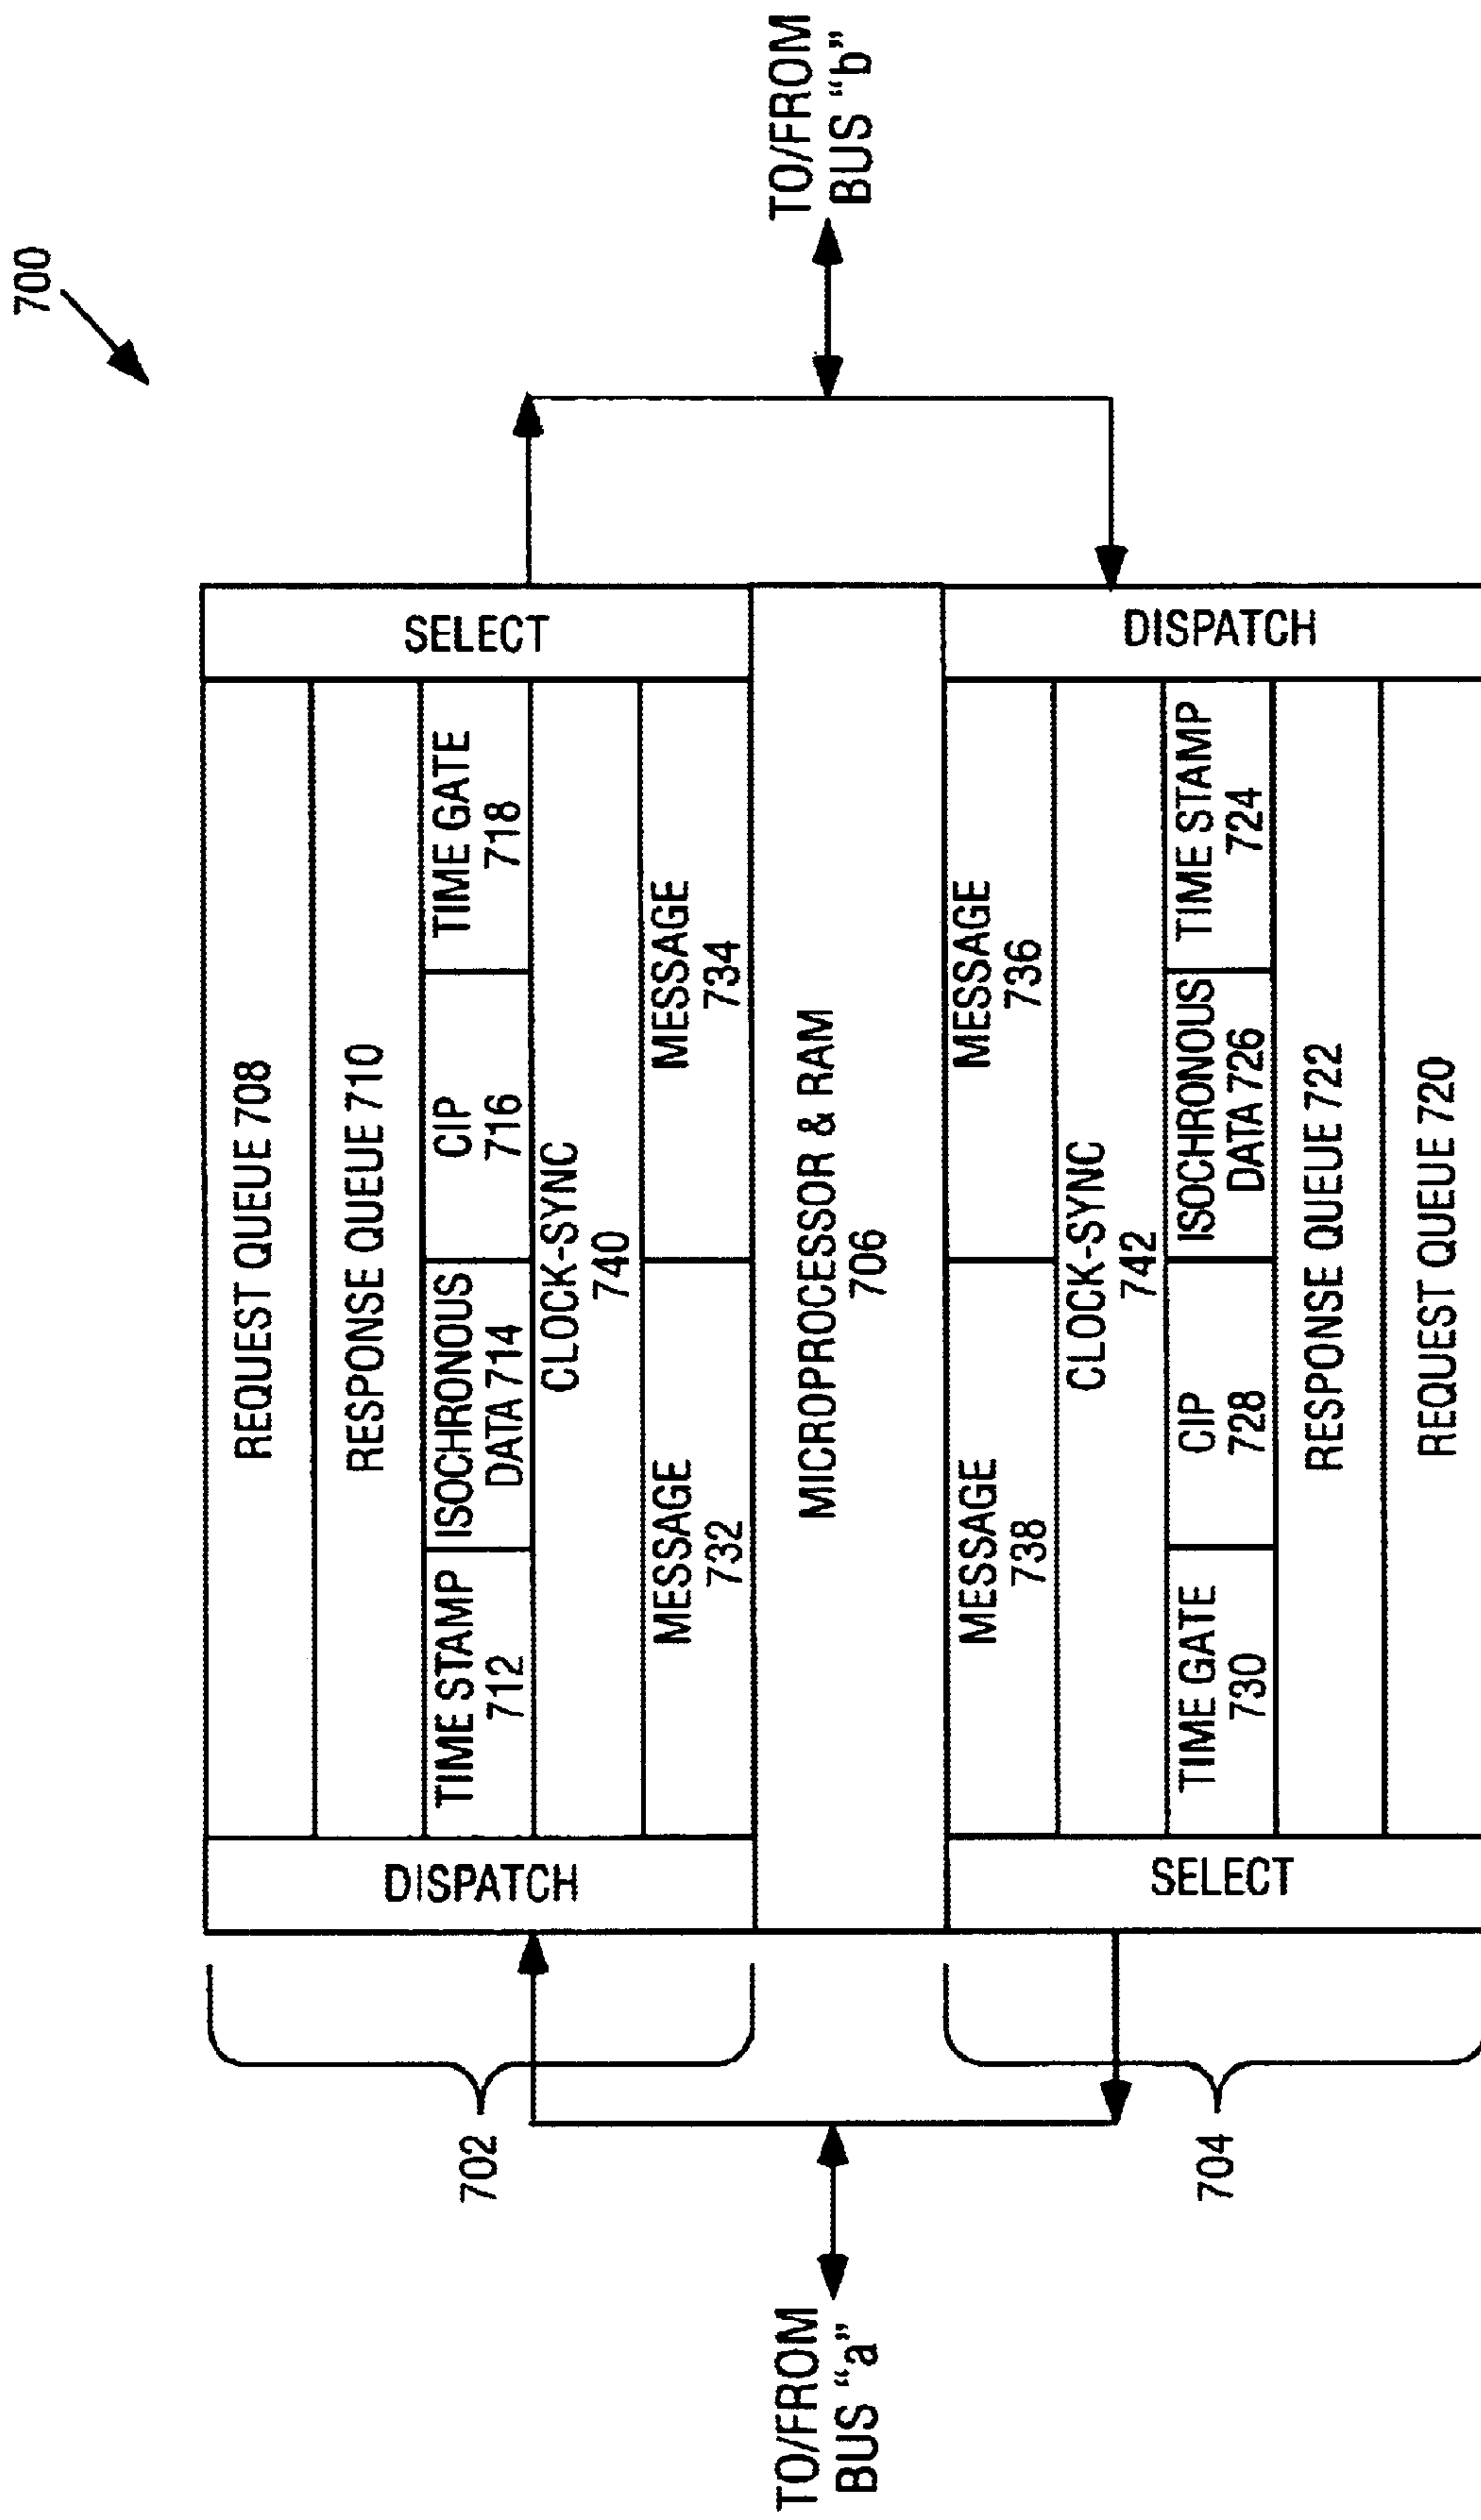 700
REQUEST QUEUE 708
RESPONSE QUEUE 710
TIME STAMP
712
ISOCHRONOUS
DATA 714
CIP
716
TIME GATE
718
CLOCK-SYNC
740
MESSAGE
732
MESSAGE
734
DISPATCH
SELECT
702
MICROPROCESSOR & RAM
706
TO/FROM
BUS "a"
TO/FROM
BUS "b"
MESSAGE
738
MESSAGE
736
CLOCK-SYNC
742
TIME GATE
730
CIP
728
ISOCHRONOUS
DATA 726
TIME STAMP
724
RESPONSE QUEUE 722
REQUEST QUEUE 720
SELECT
DISPATCH
704